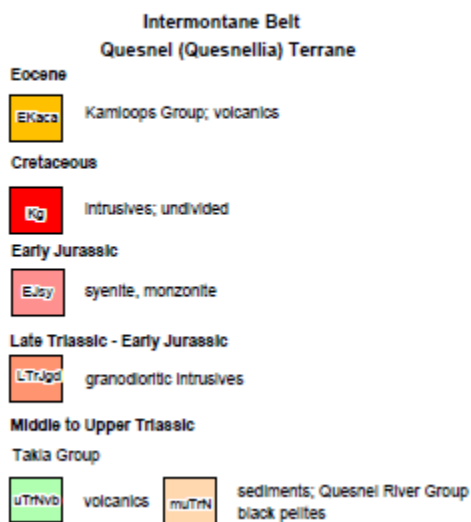 Intermontane Belt
Quesnel (Quesnellia) Terrane
Eocene
EKaca Kamloops Group; volcanics
Cretaceous
Kg intrusives; undivided
Early Jurassic
EJsy syenite, monzonite
Late Triassic - Early Jurassic
LTrJgd granodioritic intrusives
Middle to Upper Triassic
Takla Group
uTrNvb volcanics muTrN sediments; Quesnel River Group
black pelites